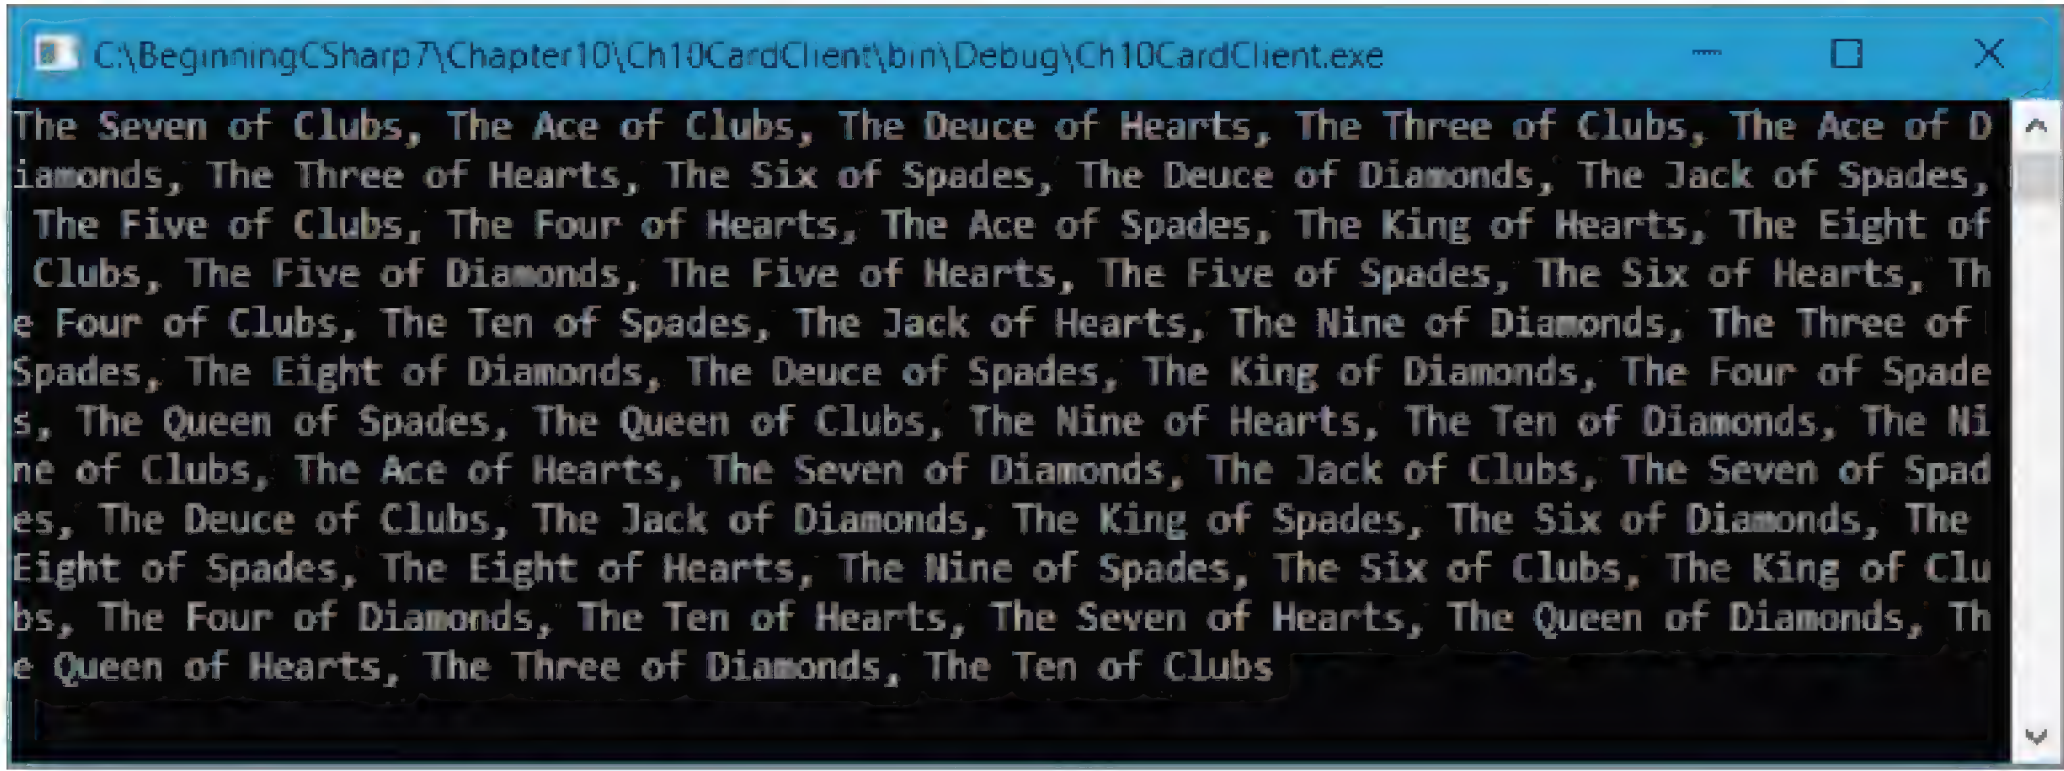 C:\BeginningCSharp7\Chapter10\Ch10CardClient\bin\Debug\Ch10CardClient.exe
The Seven of Clubs, The Ace of Clubs, The Deuce of Hearts, The Three of Clubs, The Ace of D
iamonds, The Three of Hearts, The Six of Spades, The Deuce of Diamonds, The Jack of Spades,
The Five of Clubs, The Four of Hearts, The Ace of Spades, The King of Hearts, The Eight of
Clubs, The Five of Diamonds, The Five of Hearts, The Five of Spades, The Six of Hearts, Th
e Four of Clubs, The Ten of Spades, The Jack of Hearts, The Nine of Diamonds, The Three of
Spades, The Eight of Diamonds, The Deuce of Spades, The King of Diamonds, The Four of Spade
s, The Queen of Spades, The Queen of Clubs, The Nine of Hearts, The Ten of Diamonds, The Ni
ne of Clubs, The Ace of Hearts, The Seven of Diamonds, The Jack of Clubs, The Seven of Spad
es, The Deuce of Clubs, The Jack of Diamonds, The King of Spades, The Six of Diamonds, The
Eight of Spades, The Eight of Hearts, The Nine of Spades, The Six of Clubs, The King of Clu
bs, The Four of Diamonds, The Ten of Hearts, The Seven of Hearts, The Queen of Diamonds, Th
e Queen of Hearts, The Three of Diamonds, The Ten of Clubs